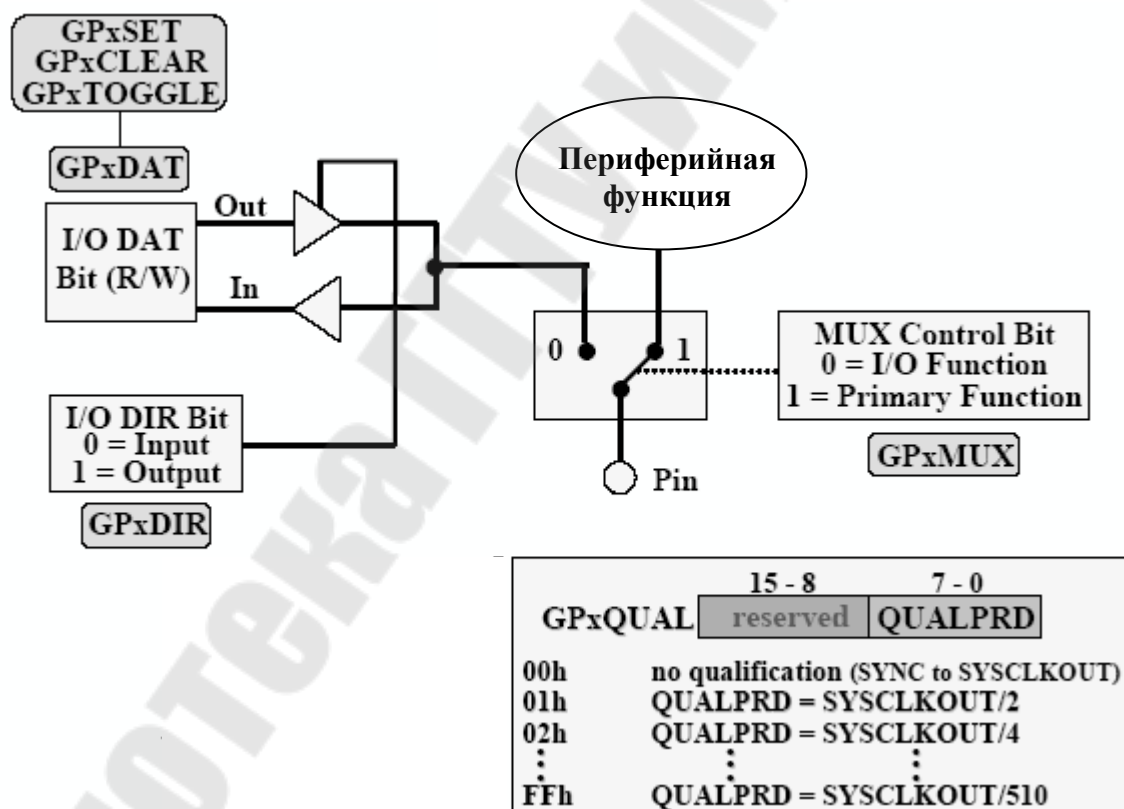 GPxSET
GPxCLEAR
GPxTOGGLE
GPxDAT
I/O DAT
Bit (R/W)
Out
In
Периферийная
функция
0
1
MUX Control Bit
0 = I/O Function
1 = Primary Function
GPxMUX
I/O DIR Bit
0 = Input
1 = Output
GPxDIR
Pin
15 - 8 7 - 0
GPxQUAL reserved QUALPRD
00h no qualification (SYNC to SYSCLKOUT)
01h QUALPRD = SYSCLKOUT/2
02h QUALPRD = SYSCLKOUT/4
FFh QUALPRD = SYSCLKOUT/510